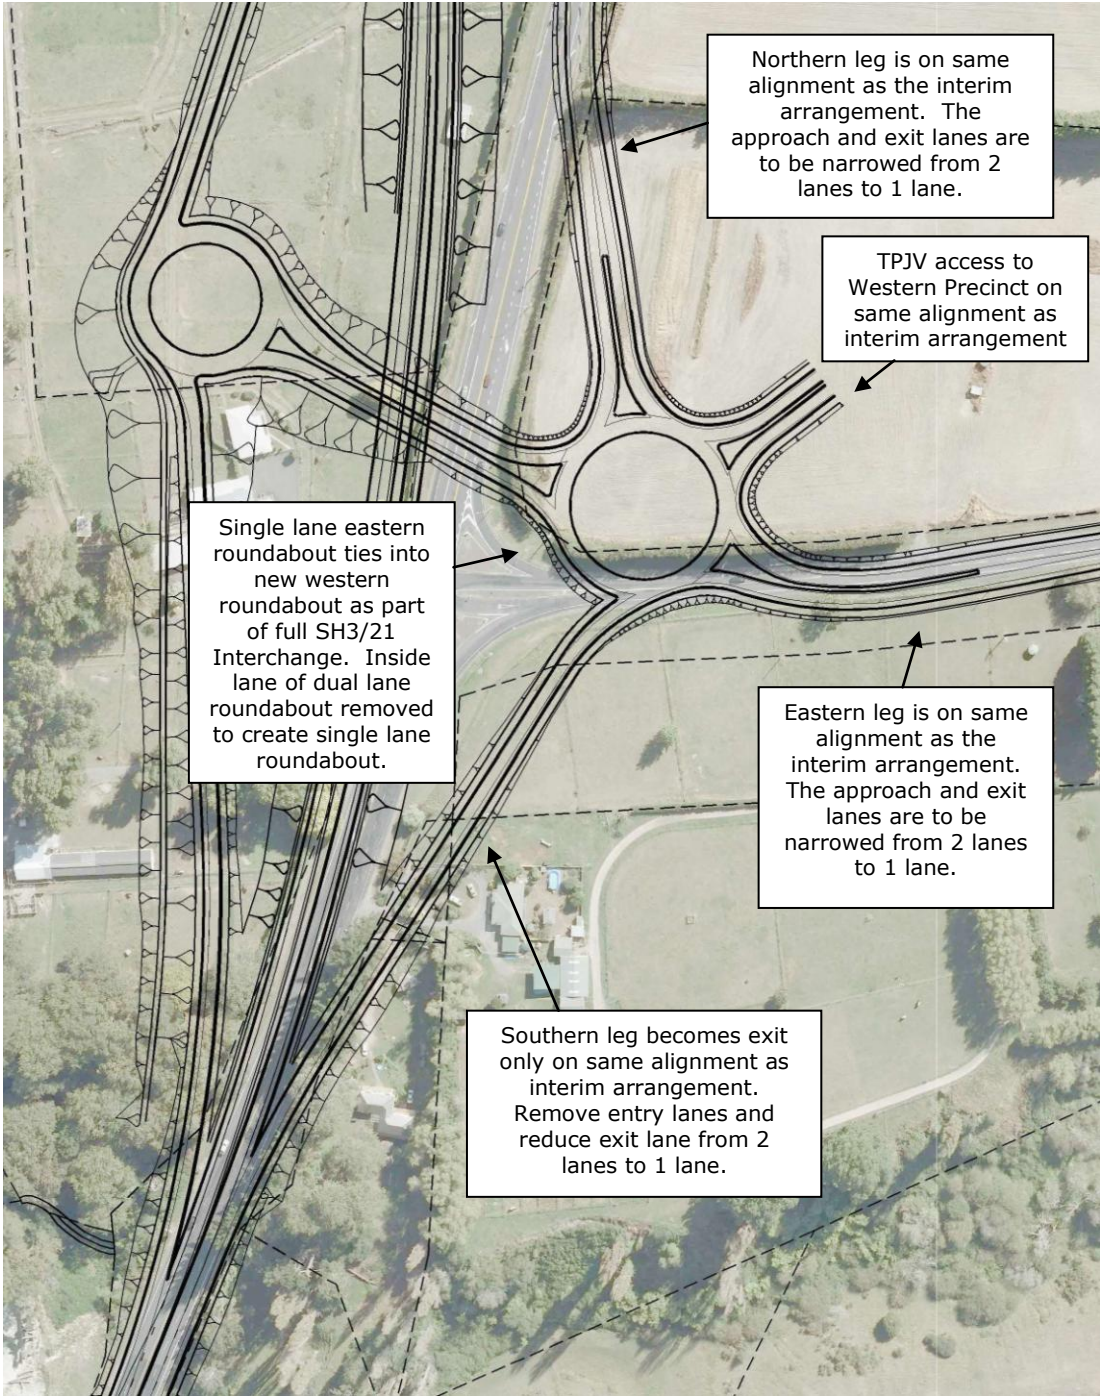 Northern leg is on same
alignment as the interim
arrangement. The
approach and exit lanes are
to be narrowed from 2
lanes to 1 lane.
TPJV access to
Western Precinct on
same alignment as
interim arrangement
Single lane eastern
roundabout ties into
new western
roundabout as part
of full SH3/21
Interchange. Inside
lane of dual lane
roundabout removed
to create single lane
roundabout.
Eastern leg is on same
alignment as the
interim arrangement.
The approach and exit
lanes are to be
narrowed from 2 lanes
to 1 lane.
Southern leg becomes exit
only on same alignment as
interim arrangement.
Remove entry lanes and
reduce exit lane from 2
lanes to 1 lane.